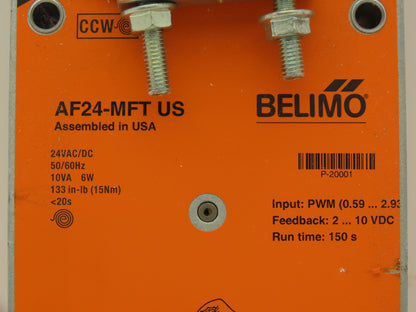 CCW
AF24-MFT US
Assembled in USA
BELIMO®
24VAC/DC
50/60Hz
10VA 6W
133 in-lb (15Nm)
<20s
P-20001
Input: PWM (0.59 ... 2.93
Feedback: 2 ... 10 VDC
Run time: 150 s